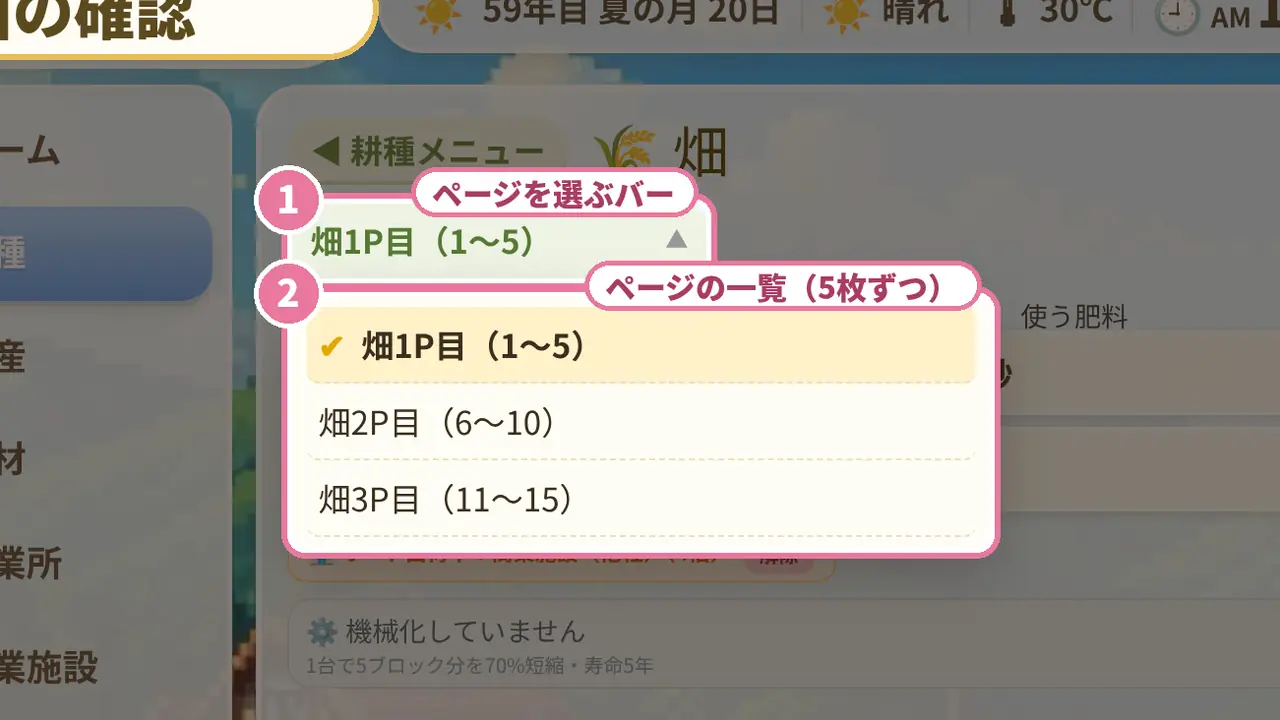 の確認
59年目 夏の月 20日
晴れ
30℃
AM
ーム
◀耕種メニュー
畑
1
ページを選ぶバー
種
畑1P目（1～5）
▲
2
ページの一覧（5枚ずつ）
使う肥料
産
✔ 畑1P目（1～5）
秒
畑2P目（6～10）
材
畑3P目（11～15）
業所
解除
機械化していません
1台で5ブロック分を70%短縮・寿命5年
業施設